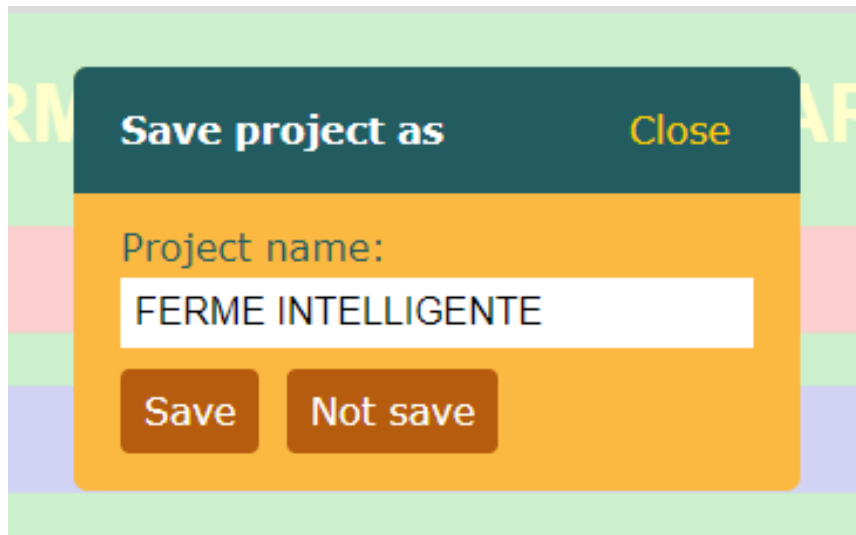 Save project as Close
Project name:
FERME INTELLIGENTE
Save Not save